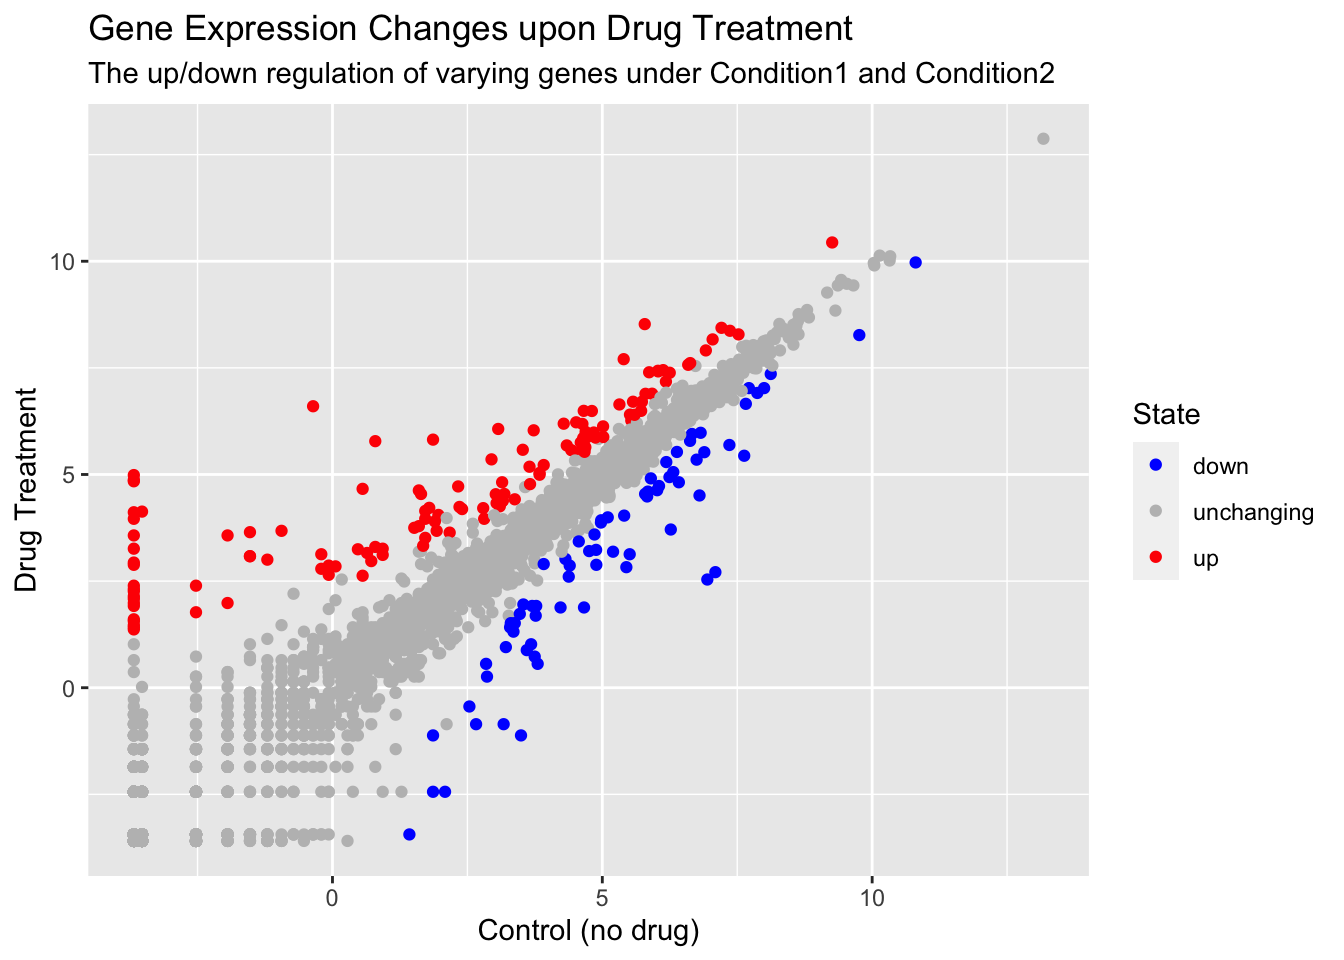 Gene Expression Changes upon Drug Treatment
The up/down regulation of varying genes under Condition1 and Condition2
Drug Treatment
10
5
0
0
5
10
Control (no drug)
State
down
unchanging
up